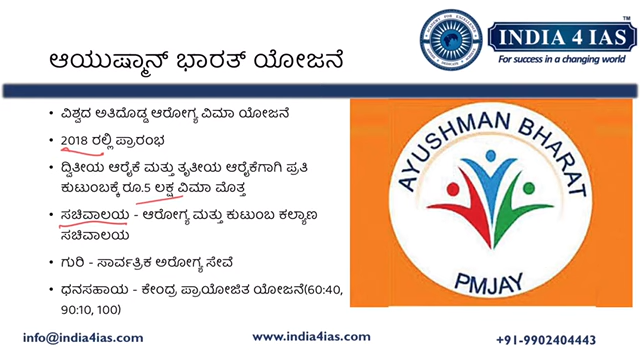 ಆಯುಷ್ಮಾನ್ ಭಾರತ್ ಯೋಜನೆ
INDIA 4 IAS
TM
For success in a changing world
• ವಿಶ್ವದ ಅತಿದೊಡ್ಡ ಆರೋಗ್ಯ ವಿಮಾ ಯೋಜನೆ
• 2018 ರಲ್ಲಿ ಪ್ರಾರಂಭ
• ದ್ವಿತೀಯ ಆರೈಕೆ ಮತ್ತು ತೃತೀಯ ಆರೈಕೆಗಾಗಿ ಪ್ರತಿ
ಕುಟುಂಬಕ್ಕೆ ರೂ.5 ಲಕ್ಷ ವಿಮಾ ಮೊತ್ತ
• ಸಚಿವಾಲಯ - ಆರೋಗ್ಯ ಮತ್ತು ಕುಟುಂಬ ಕಲ್ಯಾಣ
ಸಚಿವಾಲಯ
• ಗುರಿ - ಸಾರ್ವತ್ರಿಕ ಅರೋಗ್ಯ ಸೇವೆ
• ಧನಸಹಾಯ - ಕೇಂದ್ರ ಪ್ರಾಯೋಜಿತ ಯೋಜನೆ(60:40,
90:10, 100)
AYUSHMAN BHARAT
PMJAY
info@india4ias.com
www.india4ias.com
+91-9902404443